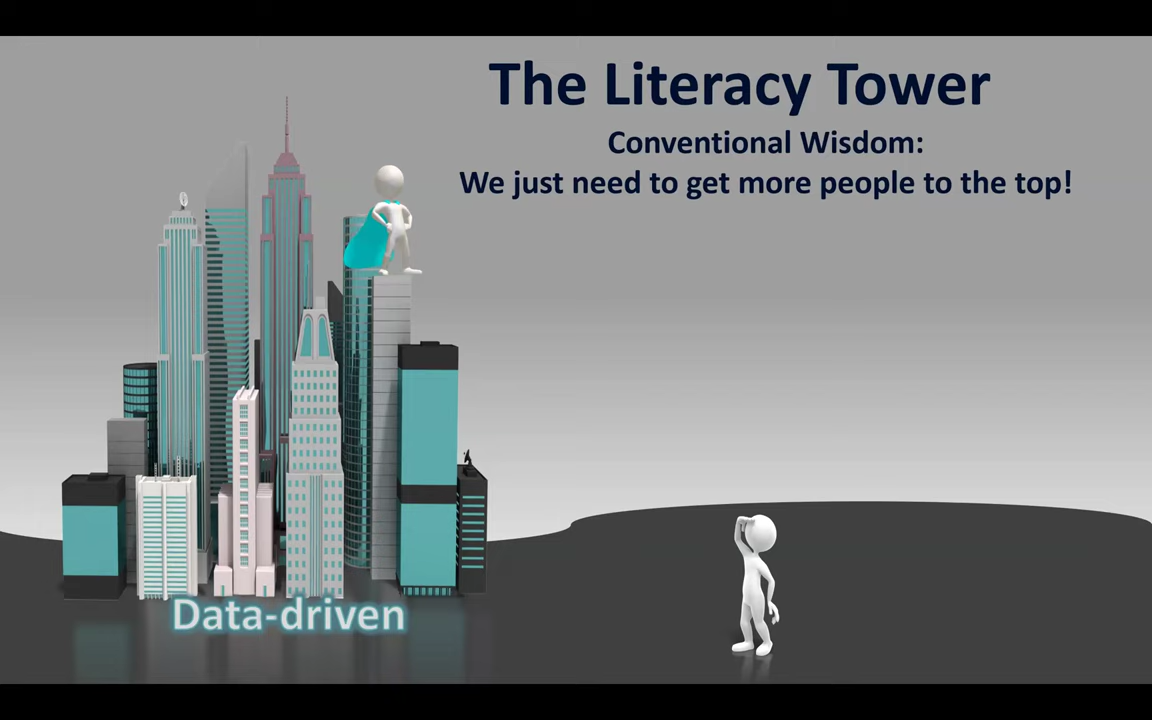 The Literacy Tower
Conventional Wisdom:
We just need to get more people to the top!
Data-driven